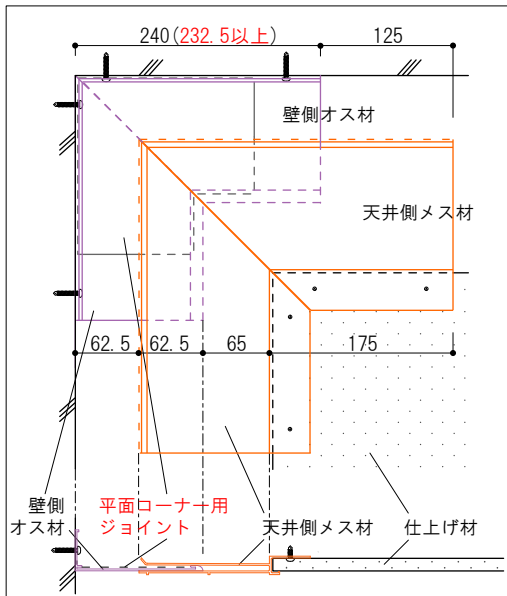 240(232.5以上) 125
壁側オス材
天井側メス材
62.5 62.5 65 175
壁側
オス材
平面コーナー用
ジョイント
天井側メス材
仕上げ材